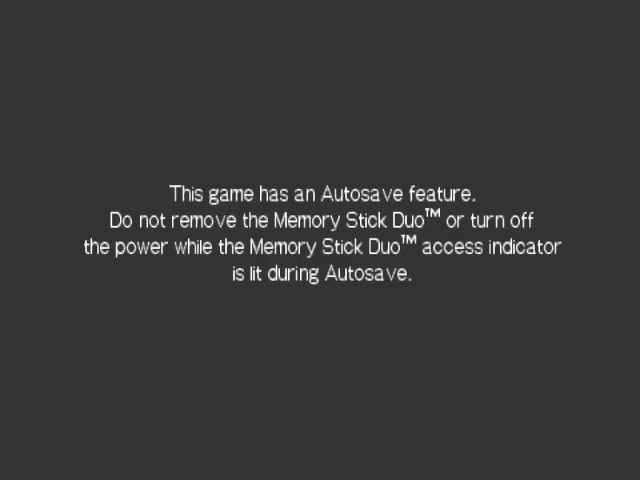 This game has an Autosave feature.
Do not remove the Memory Stick Duo™ or turn off
the power while the Memory Stick Duo™ access indicator
is lit during Autosave.